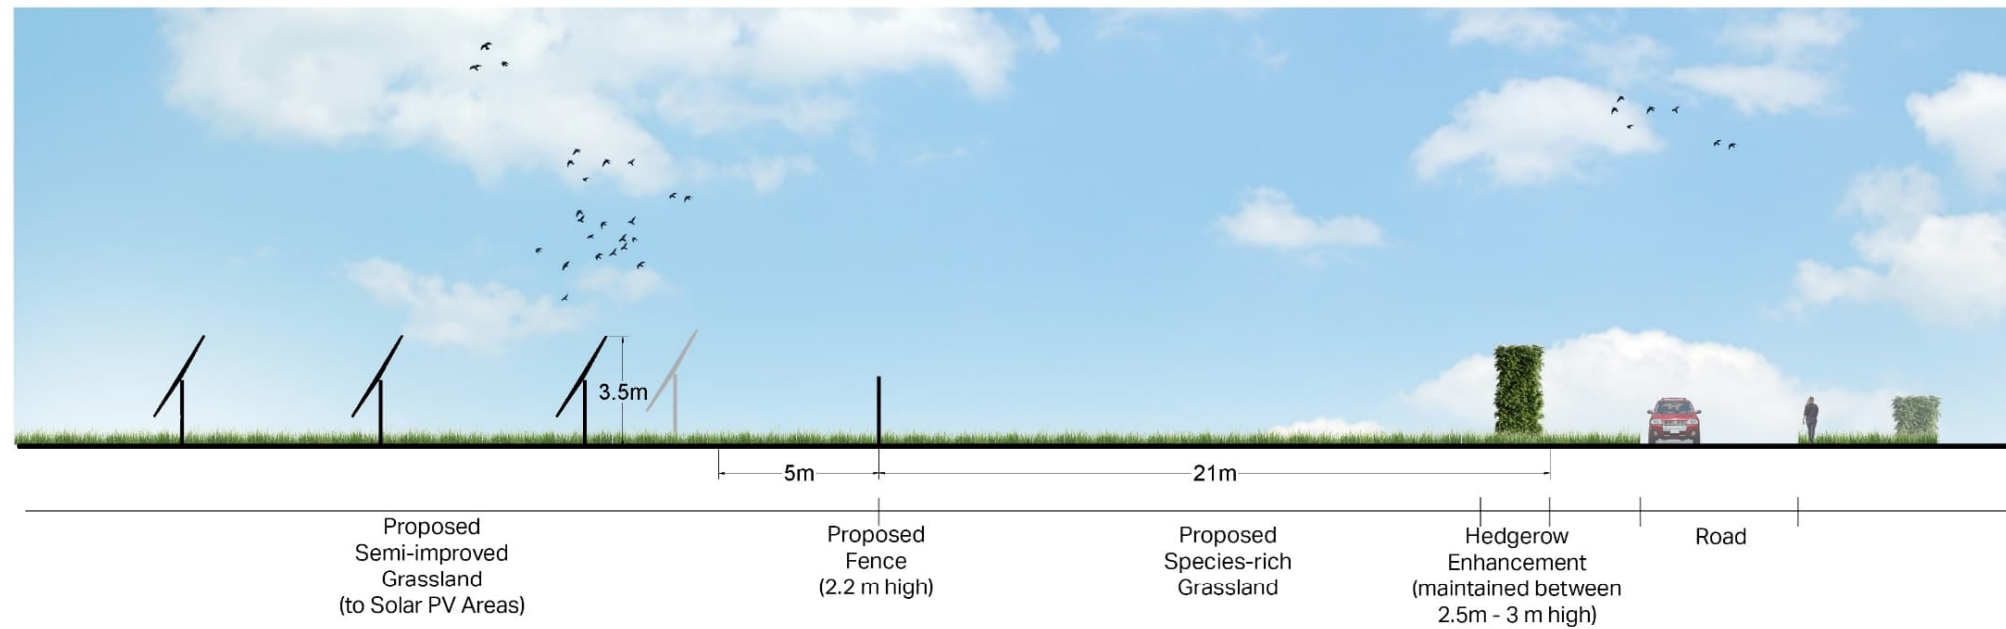 3.5m
5m
21m
Proposed
Semi-improved
Grassland
(to Solar PV Areas)
Proposed
Fence
(2.2 m high)
Proposed
Species-rich
Grassland
Hedgerow
Enhancement
(maintained between
2.5m - 3 m high)
Road